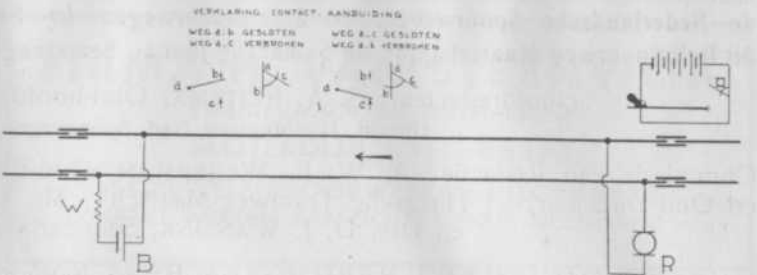 VERKLARING CONTACT AANDUIDING
WEG a.b. GESLOTEN
WEG a.c. VERBROKEN
WEG a.c. GESLOTEN
WEG a.b. VERBROKEN
a
b
c
a
b
c
a
b
c
a
b
c
W
B
R